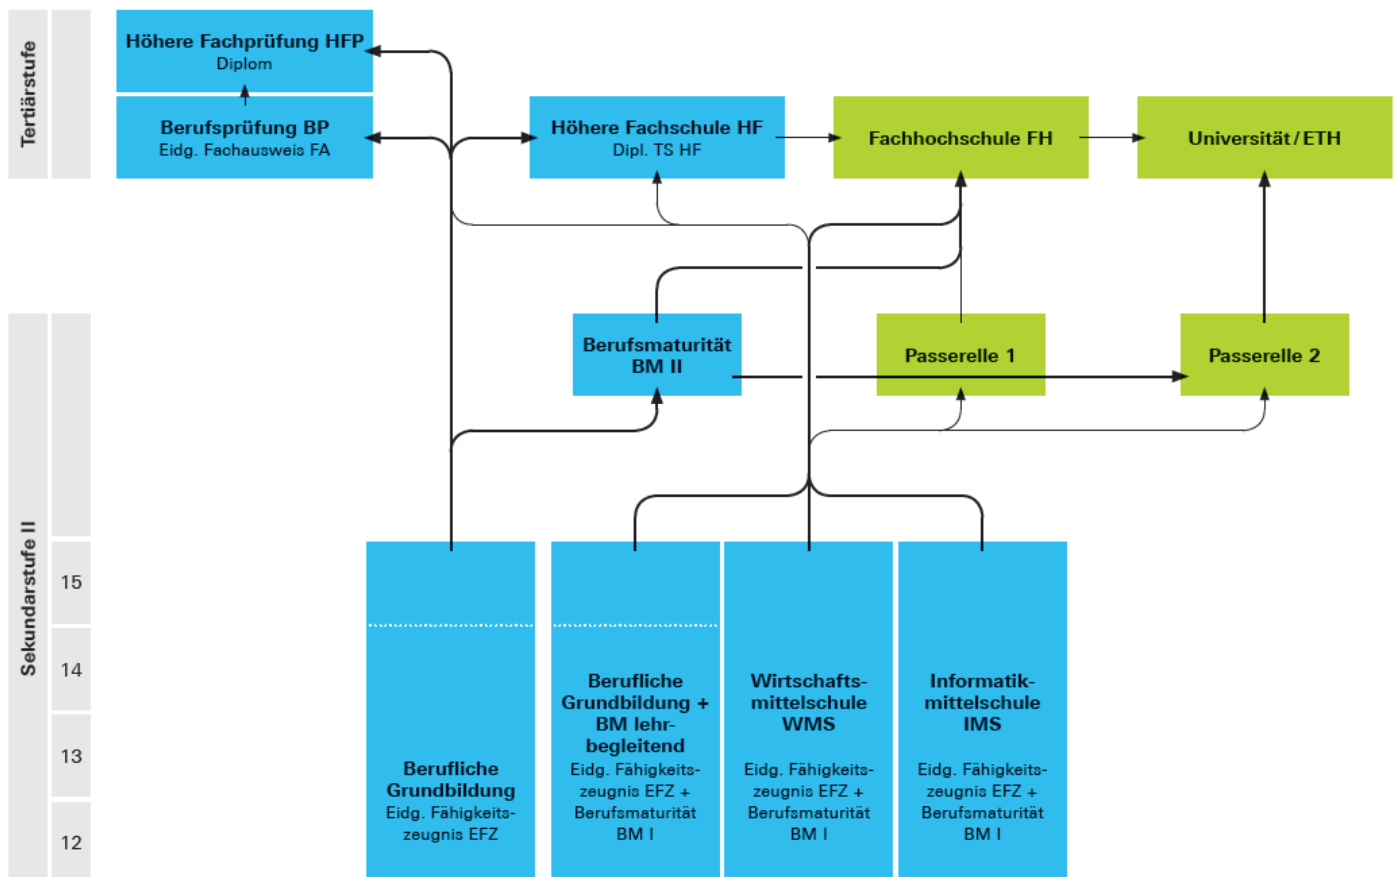 Tertiärstufe
Höhere Fachprüfung HFP
Diplom
Berufsprüfung BP
Eidg. Fachausweis FA
Höhere Fachschule HF
Dipl. TS HF
Fachhochschule FH
Universität/ETH
Sekundarstufe II
Berufsmaturität
BM II
Passerelle 1
Passerelle 2
15
14
13
12
Berufliche
Grundbildung
Eidg. Fähigkeits-
zeugnis EFZ
Berufliche
Grundbildung +
BM lehr-
begleitend
Eidg. Fähigkeits-
zeugnis EFZ +
Berufsmaturität
BM I
Wirtschafts-
mittelschule
WMS
Eidg. Fähigkeits-
zeugnis EFZ +
Berufsmaturität
BM I
Informatik-
mittelschule
IMS
Eidg. Fähigkeits-
zeugnis EFZ +
Berufsmaturität
BM I